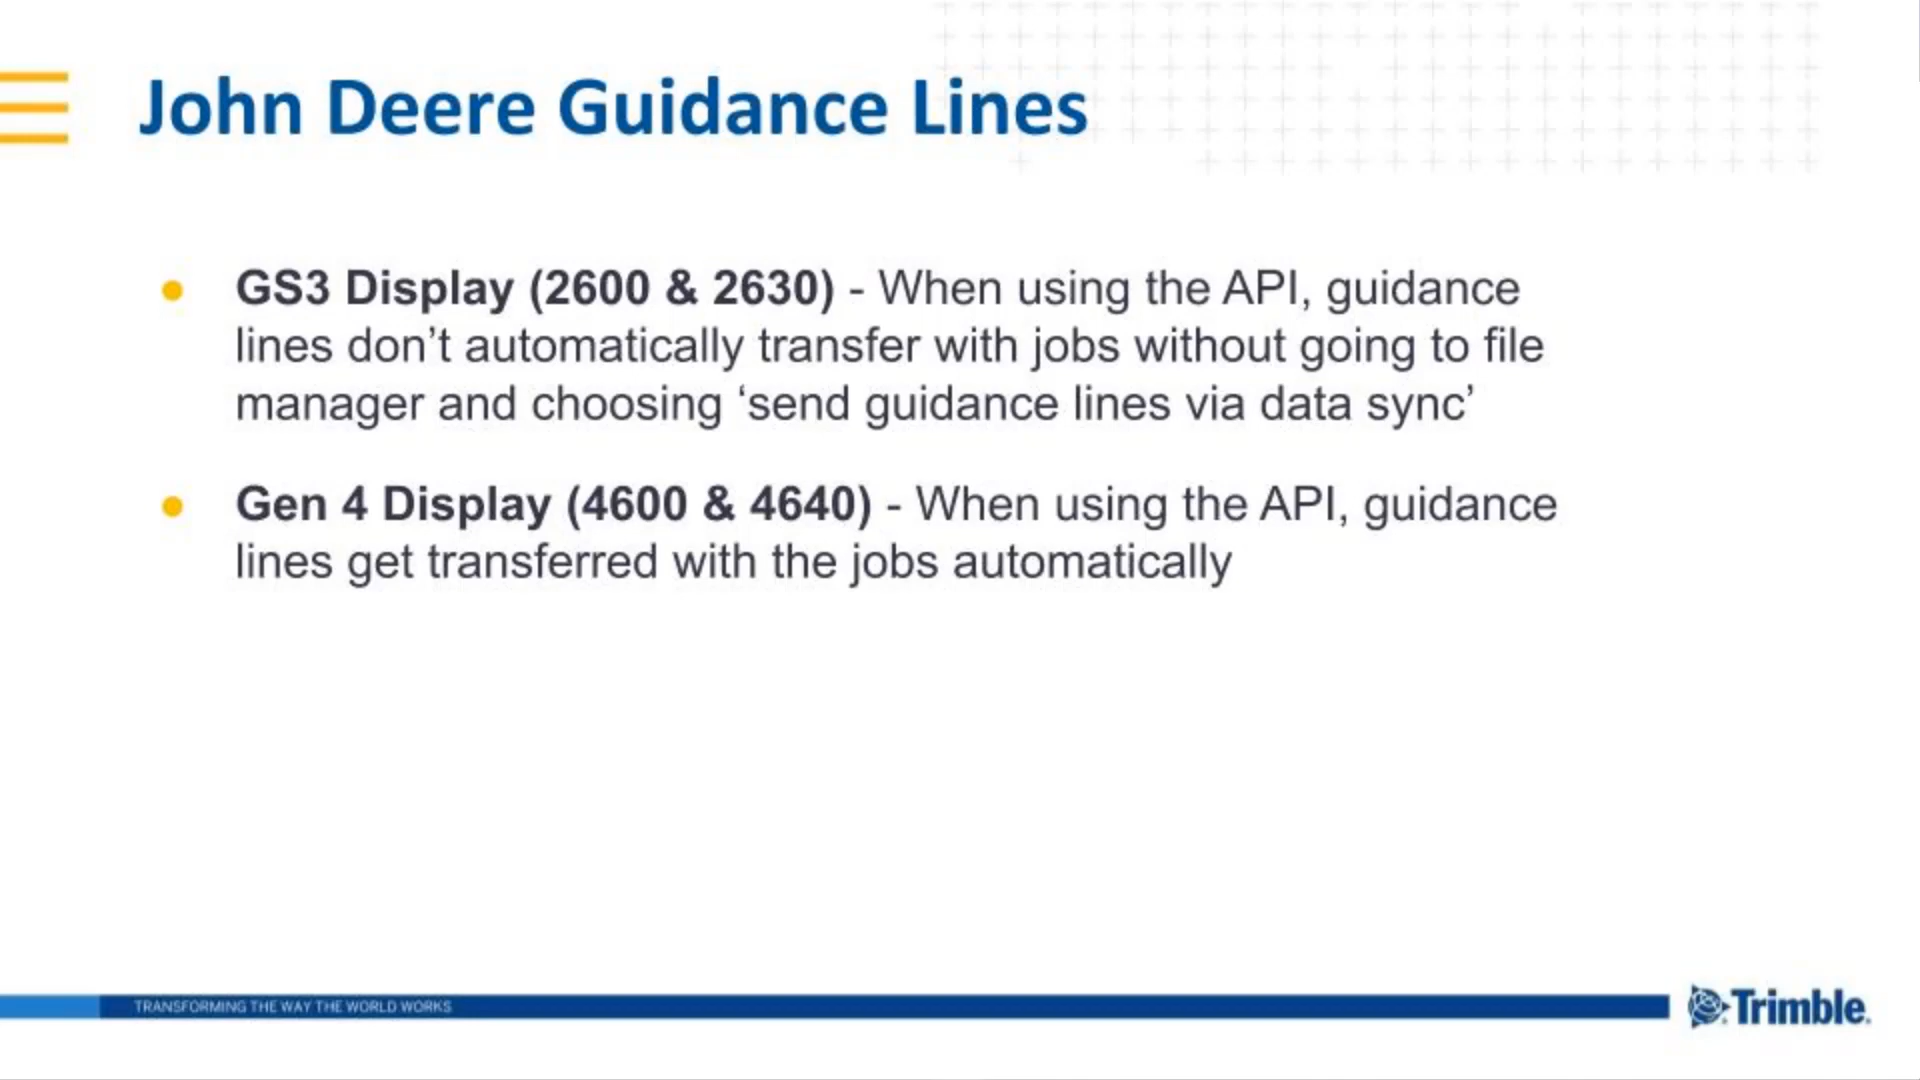 John Deere Guidance Lines
● GS3 Display (2600 & 2630) - When using the API, guidance
lines don’t automatically transfer with jobs without going to file
manager and choosing ‘send guidance lines via data sync’
● Gen 4 Display (4600 & 4640) - When using the API, guidance
lines get transferred with the jobs automatically
TRANSFORMING THE WAY THE WORLD WORKS
Trimble.